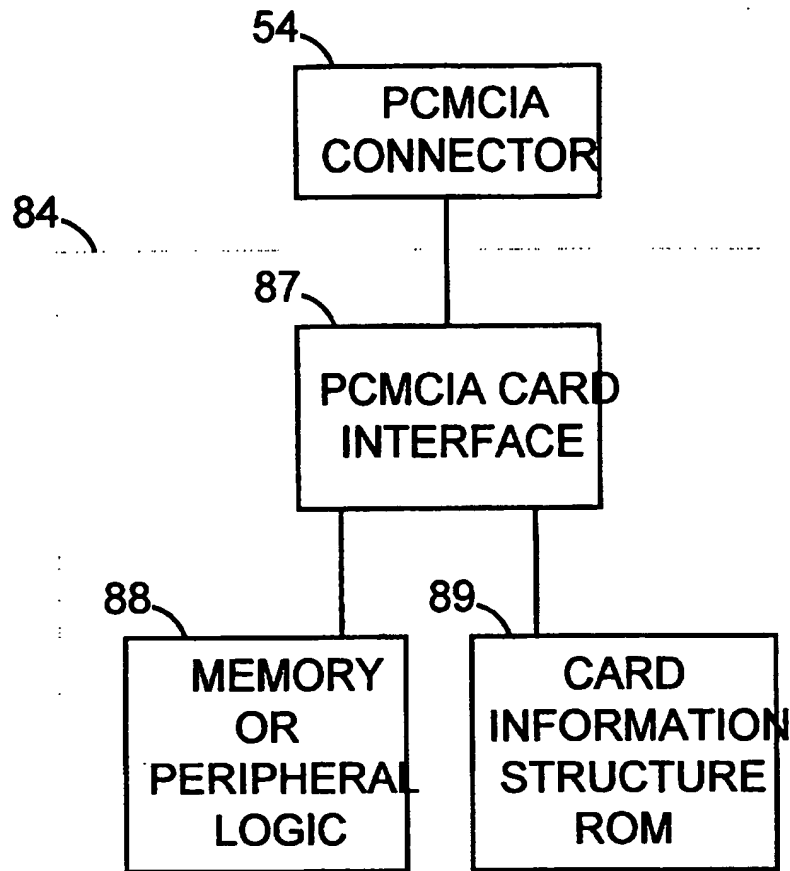 54
PCMCIA
CONNECTOR
84
87
PCMCIA CARD
INTERFACE
88
MEMORY
OR
PERIPHERAL
LOGIC
89
CARD
INFORMATION
STRUCTURE
ROM